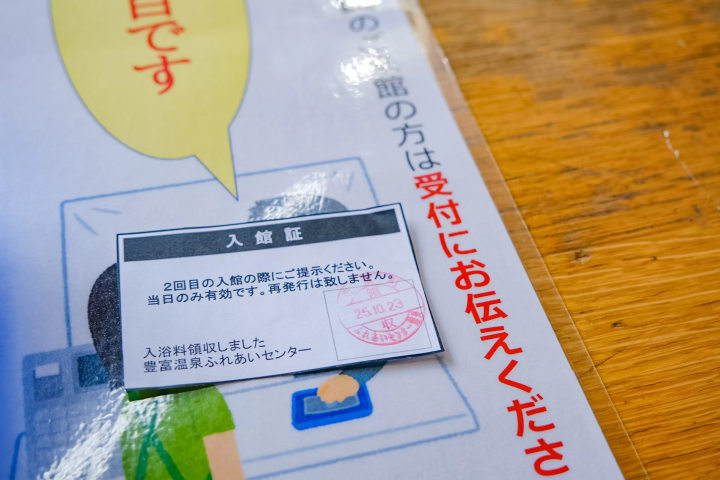 目です
館の方は受付にお伝えくださ
入館証
2回目の入館の際にご提示ください。
当日のみ有効です。再発行は致しません。
25.10.23
収
入浴料領収しました
豊富温泉ふれあいセンター